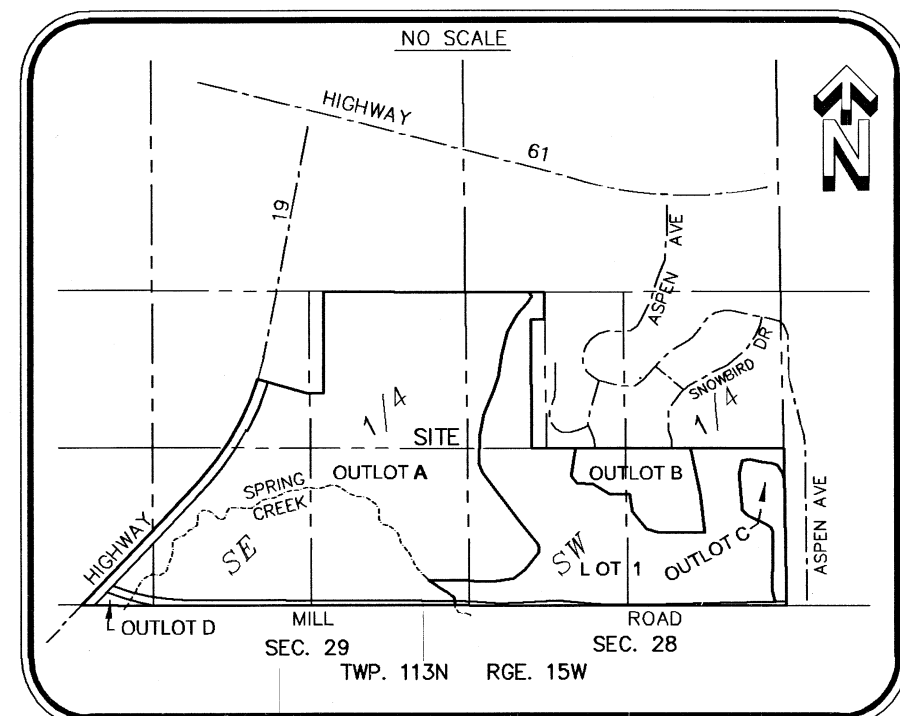 NO SCALE
N
HIGHWAY 61
19
ASPEN AVE
SNOWBIRD DR
1/4
1/4
SITE
OUTLOT A
OUTLOT B
SPRING
CREEK
HIGHWAY
SE
SW
LOT 1
OUTLOT C
ASPEN AVE
OUTLOT D
MILL ROAD
SEC. 29 SEC. 28
TWP. 113N RGE. 15W